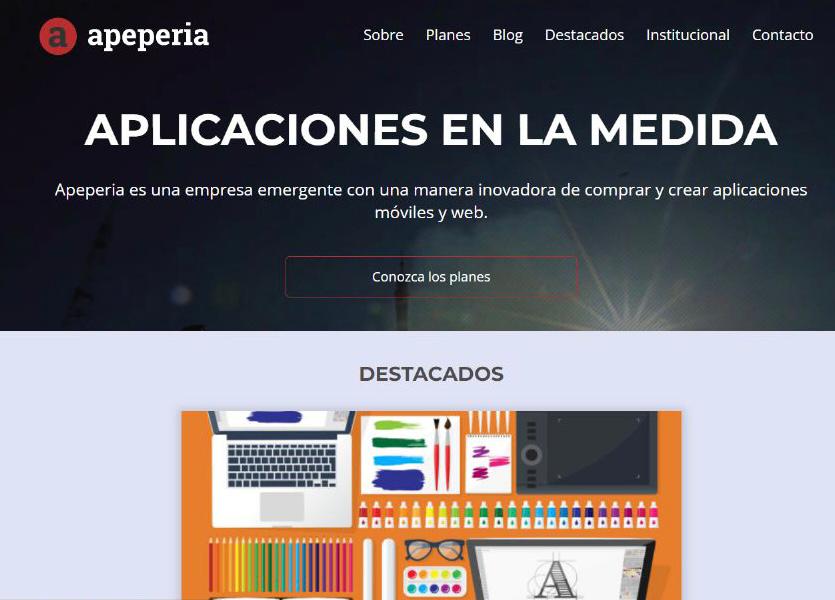 a apeperia
Sobre Planes Blog Destacados Institucional Contacto
APLICACIONES EN LA MEDIDA
Apeperia es una empresa emergente con una manera inovadora de comprar y crear aplicaciones
móviles y web.
Conozca los planes
DESTACADOS
A